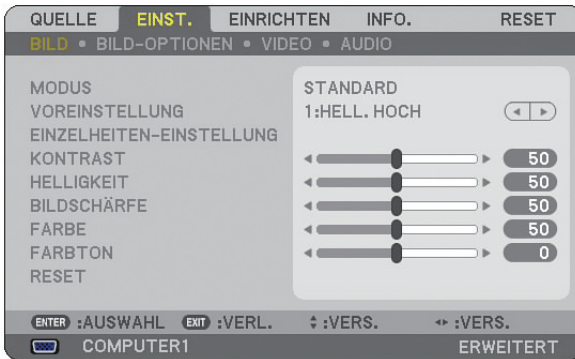 QUELLE EINST. EINRICHTEN INFO. RESET
BILD • BILD-OPTIONEN • VIDEO • AUDIO
MODUS STANDARD
VOREINSTELLUNG 1:HELL. HOCH
EINZELHEITEN-EINSTELLUNG
KONTRAST 50
HELLIGKEIT 50
BILDSCHÄRFE 50
FARBE 50
FARBTON 0
RESET
ENTER :AUSWAHL EXIT :VERL. :VERS. :VERS.
COMPUTER1 ERWEITERT